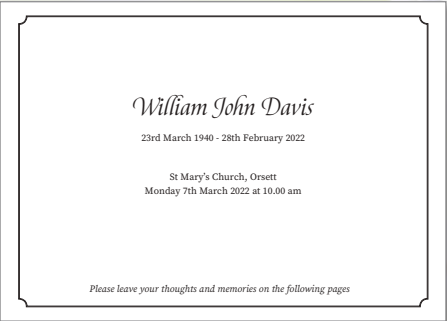 William John Davis
23rd March 1940 - 28th February 2022
St Mary's Church, Orsett
Monday 7th March 2022 at 10.00 am
Please leave your thoughts and memories on the following pages